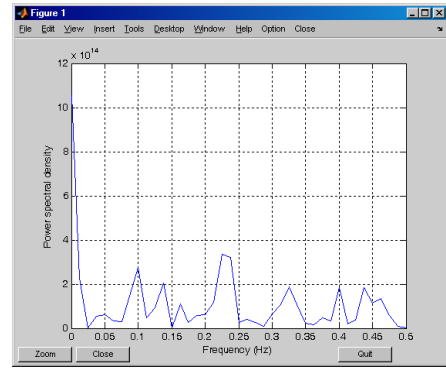 Figure 1
File Edit View Insert Tools Desktop Window Help Option Close
x 10^14
12
10
8
6
4
2
0
Power spectral density
0 0.05 0.1 0.15 0.2 0.25 0.3 0.35 0.4 0.45 0.5
Frequency (Hz)
Zoom Close Quit